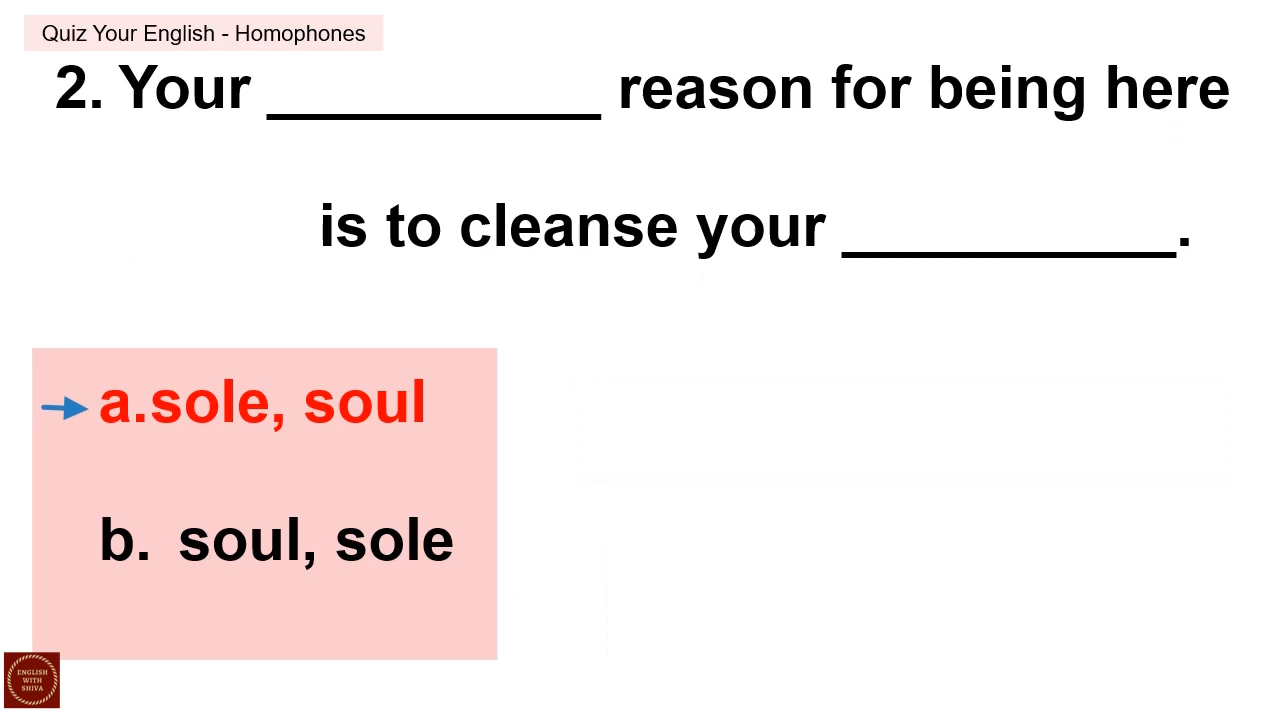 Quiz Your English - Homophones
2. Your __________ reason for being here
is to cleanse your __________.
a.sole, soul
b. soul, sole
ENGLISH
WITH
SHIVA